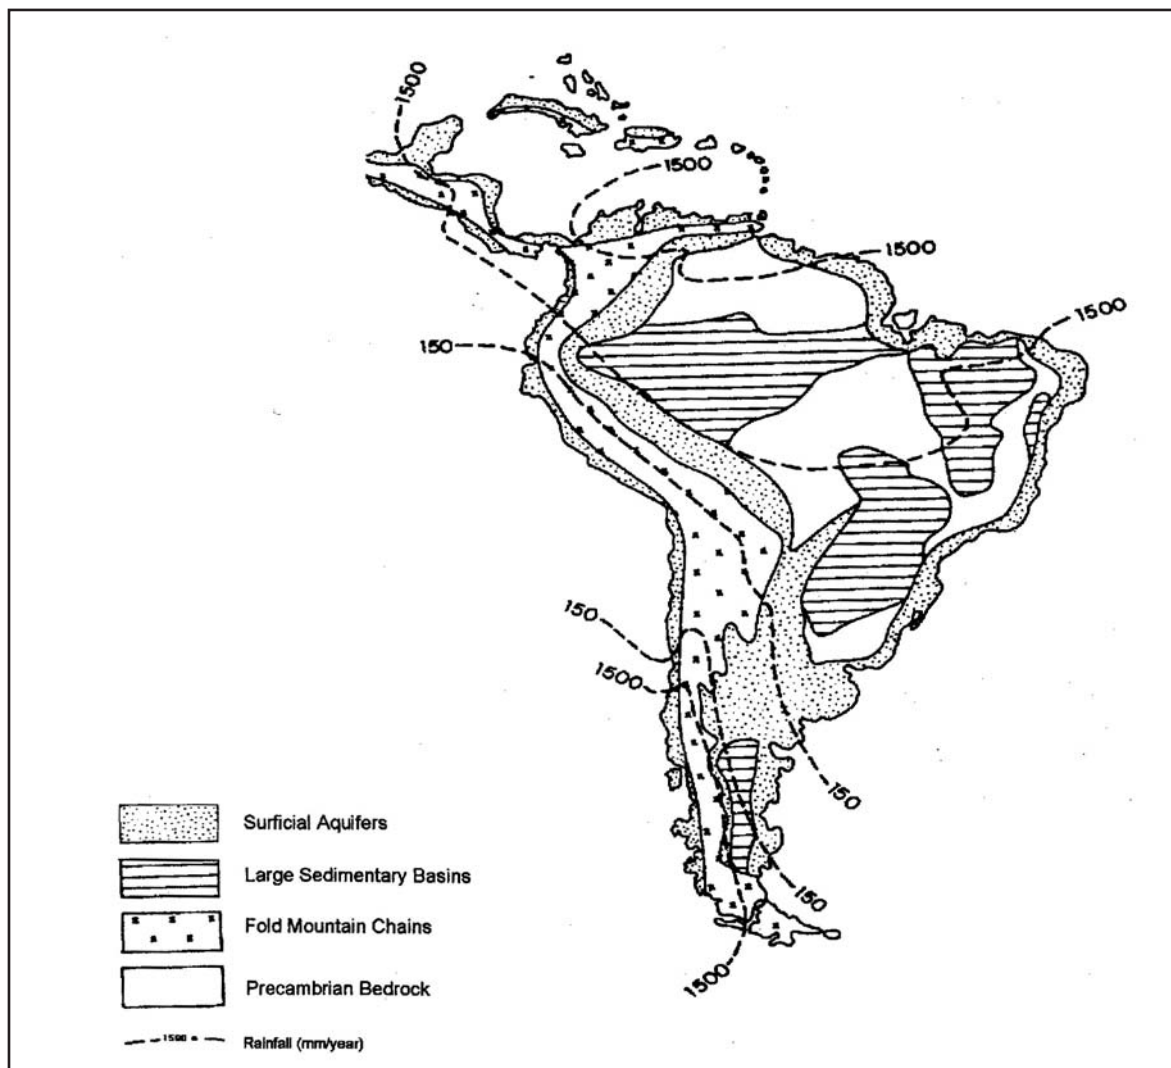 1500
1500
1500
1500
150
150
1500
150
150
1500
Surficial Aquifers
Large Sedimentary Basins
Fold Mountain Chains
Precambrian Bedrock
1500
Rainfall (mm/year)